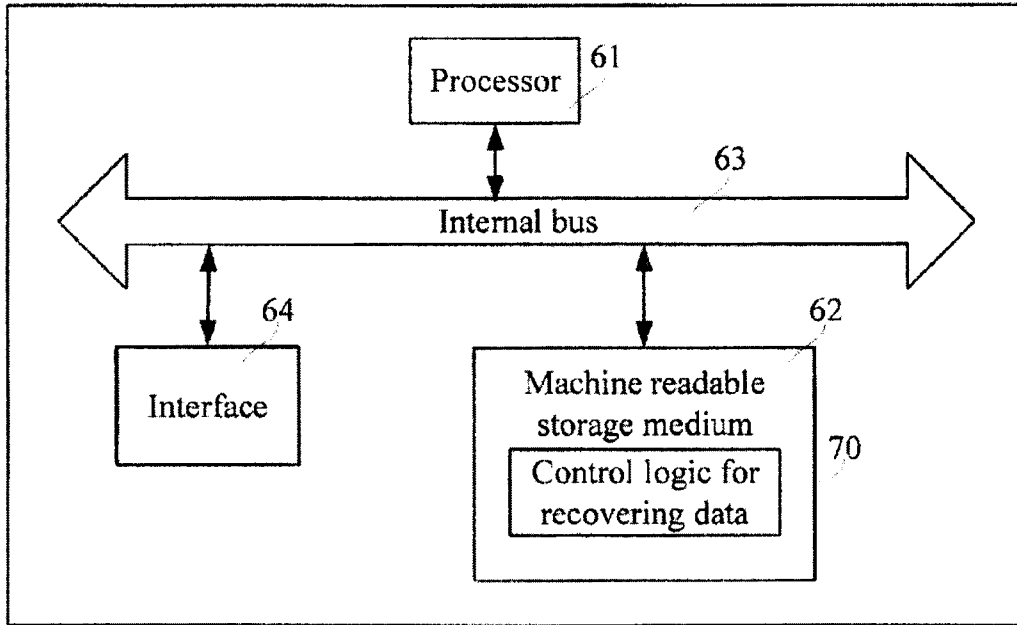 61
Processor
63
Internal bus
64
Interface
62
Machine readable
storage medium
70
Control logic for
recovering data